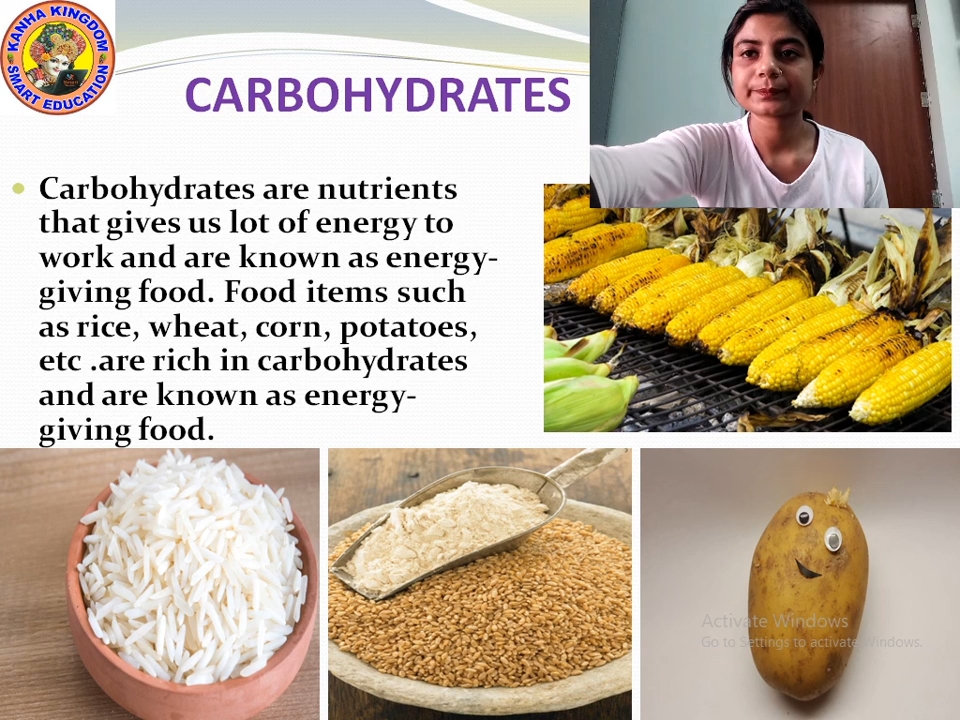 KANHA KINGDOM
SMART EDUCATION
CARBOHYDRATES
Carbohydrates are nutrients
that gives us lot of energy to
work and are known as energy-
giving food. Food items such
as rice, wheat, corn, potatoes,
etc .are rich in carbohydrates
and are known as energy-
giving food.
Activate Windows
Go to Settings to activate Windows.